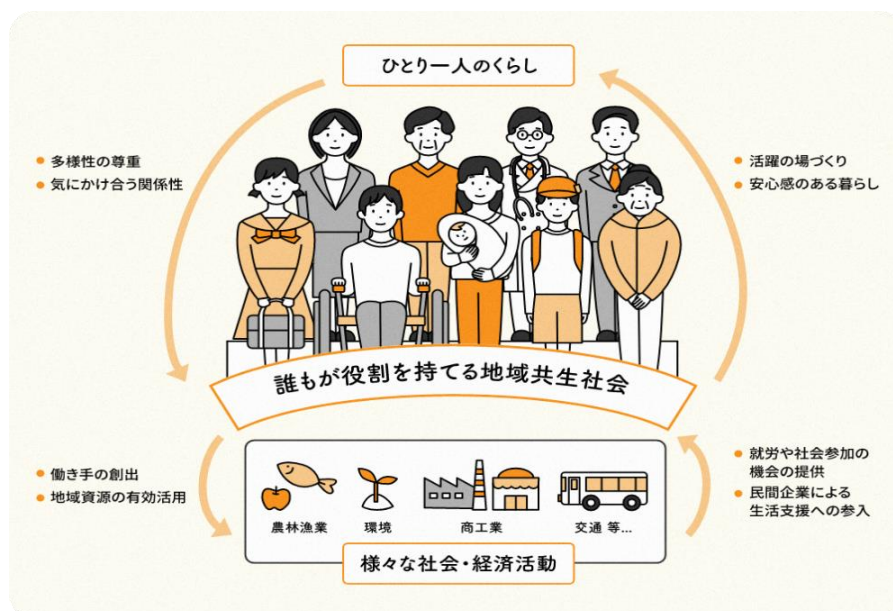 ひとり一人のくらし
多様性の尊重
気にかけ合う関係性
活躍の場づくり
安心感のある暮らし
誰もが役割を持てる地域共生社会
働き手の創出
地域資源の有効活用
就労や社会参加の
機会の提供
民間企業による
生活支援への参入
農林漁業
環境
商工業
交通 等...
様々な社会・経済活動